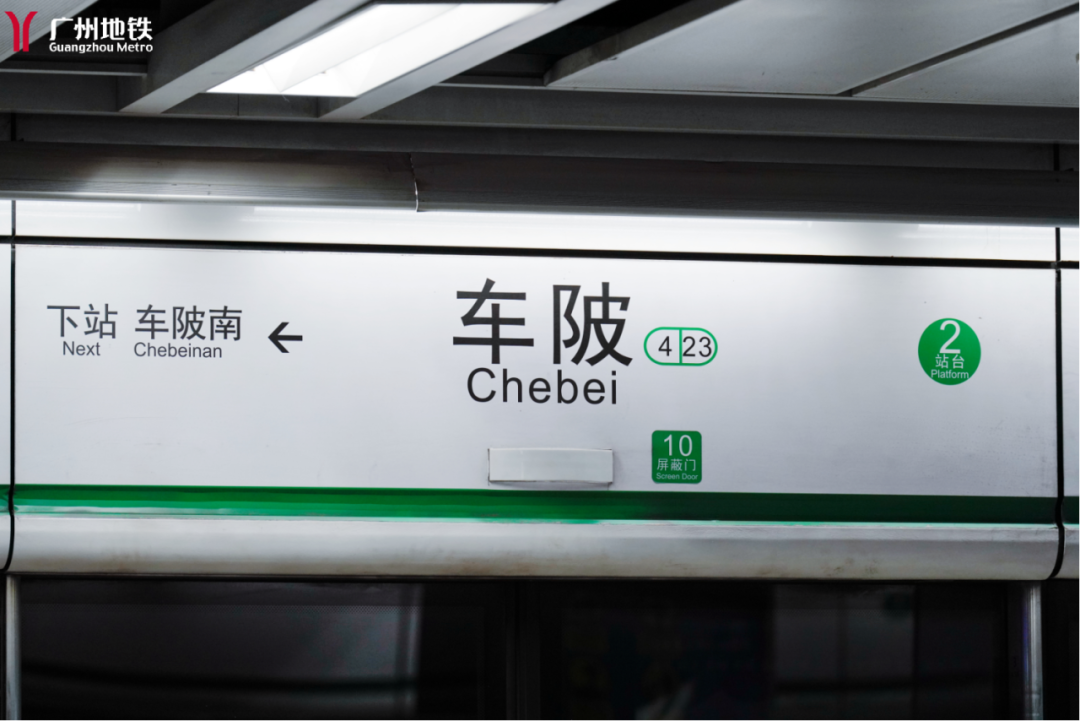 广州地铁
Guangzhou Metro
下站 车陂南
Next Chebeinan
车陂
Chebei
4 23
2
站台
Platform
10
屏蔽门
Screen Door